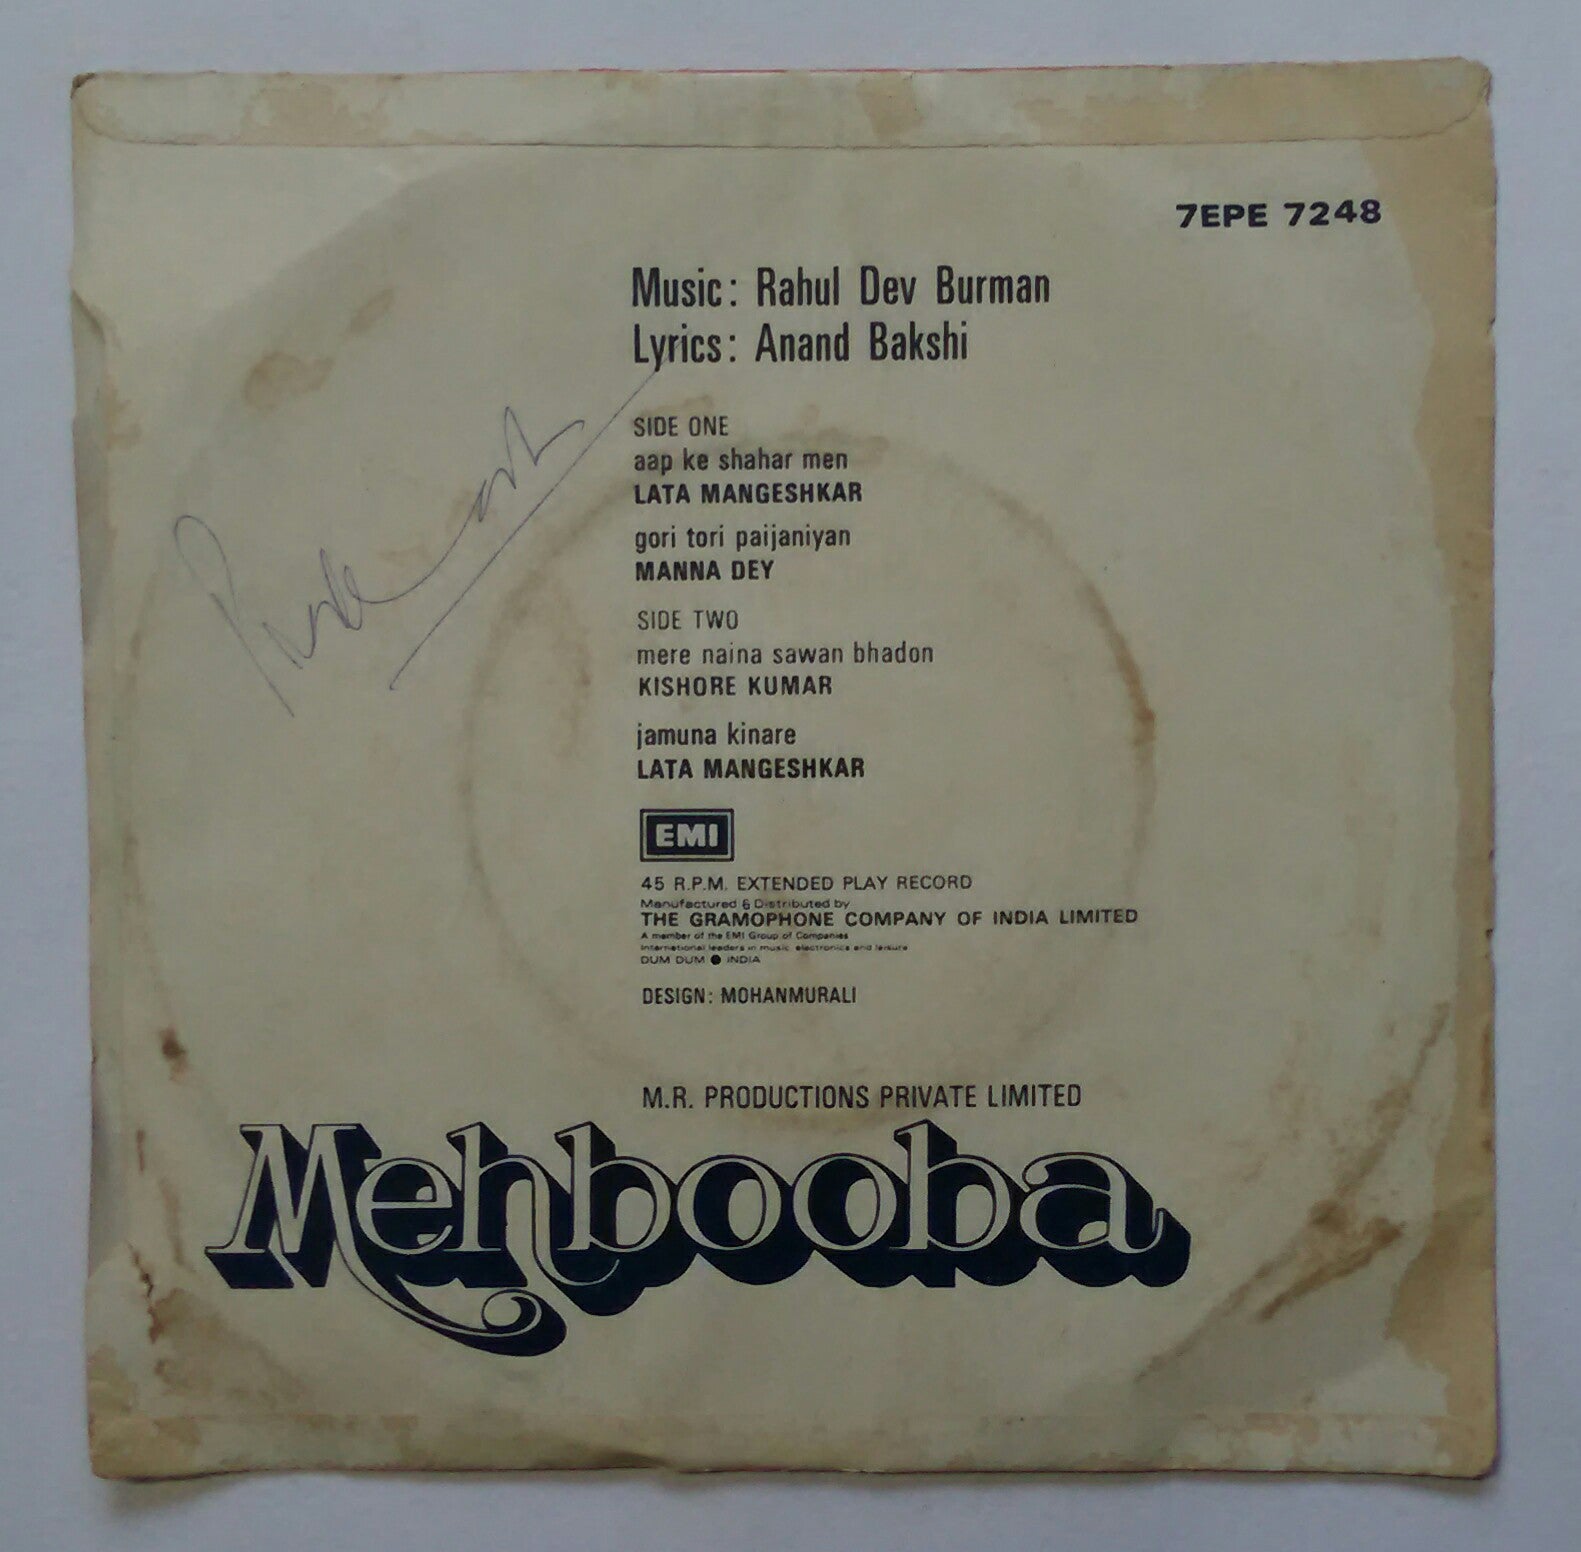 7EPE 7248
Music: Rahul Dev Burman
Lyrics: Anand Bakshi
SIDE ONE
aap ke shahar men
LATA MANGESHKAR
gori tori paijaniyan
MANNA DEY
SIDE TWO
mere naina sawan bhadon
KISHORE KUMAR
jamuna kinare
LATA MANGESHKAR
EMI
45 R.P.M. EXTENDED PLAY RECORD
Manufactured & Distributed by
THE GRAMOPHONE COMPANY OF INDIA LIMITED
A member of the EMI Group of Companies
International leaders in music electronics and leisure
DUM DUM ● INDIA
DESIGN: MOHANMURALI
M.R. PRODUCTIONS PRIVATE LIMITED
Mehbooba